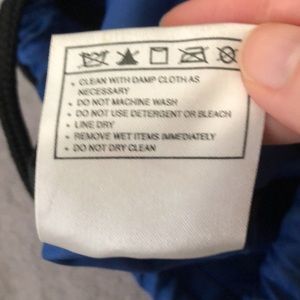 • CLEAN WITH DAMP CLOTH AS
NECESSARY
• DO NOT MACHINE WASH
• DO NOT USE DETERGENT OR BLEACH
• LINE DRY
• REMOVE WET ITEMS IMMEDIATELY
• DO NOT DRY CLEAN